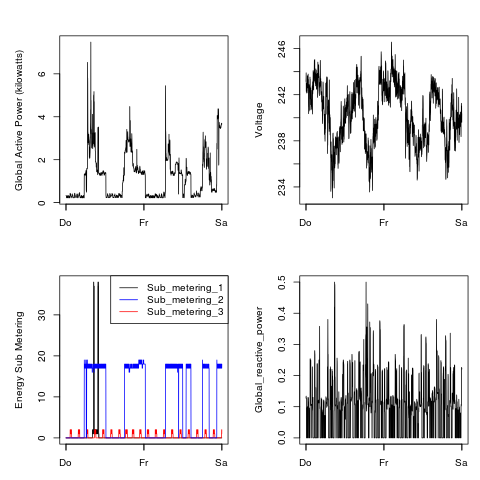 Global Active Power (kilowatts)
0 2 4 6
Do Fr Sa
Voltage
234 238 242 246
Do Fr Sa
Energy Sub Metering
0 10 20 30
Sub_metering_1
Sub_metering_2
Sub_metering_3
Do Fr Sa
Global_reactive_power
0.0 0.1 0.2 0.3 0.4 0.5
Do Fr Sa